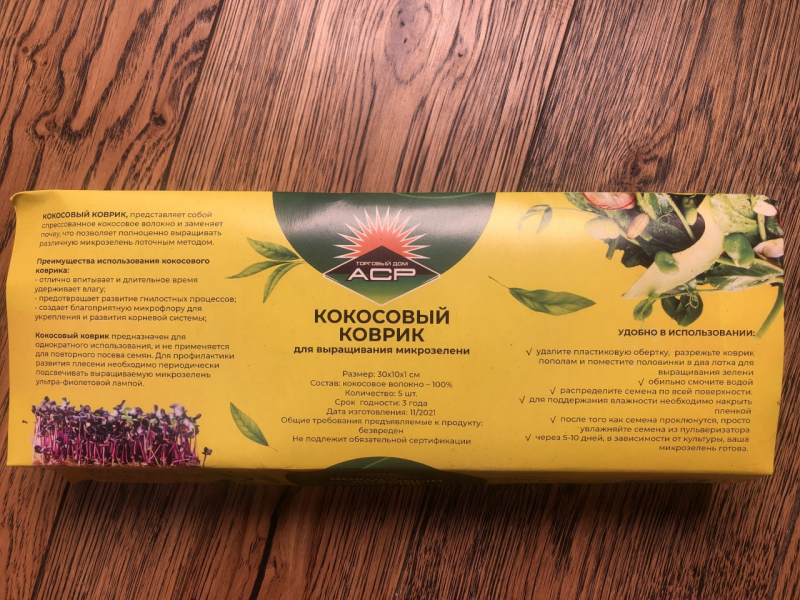 КОКОСОВЫЙ КОВРИК, представляет собой
спрессованное кокосовое волокно и заменяет
почву, что позволяет полноценно выращивать
различную микрозелень лоточным методом.
Преимущества использования кокосового
коврика:
- отлично впитывает и длительное время
удерживает влагу;
- предотвращает развитие гнилостных процессов;
- создает благоприятную микрофлору для
укрепления и развития корневой системы;
Кокосовый коврик предназначен для
однократного использования, и не применяется
для повторного посева семян. Для профилактики
развития плесени необходимо периодически
подсвечивать выращиваемую микрозелень
ультра-фиолетовой лампой.
ТОРГОВЫЙ ДОМ
АСР
КОКОСОВЫЙ
КОВРИК
для выращивания микрозелени
Размер: 30х10х1 см
Состав: кокосовое волокно – 100%
Количество: 5 шт.
Срок годности: 3 года
Дата изготовления: 11/2021
Общие требования предъявляемые к продукту:
безвреден
Не подлежит обязательной сертификации
УДОБНО В ИСПОЛЬЗОВАНИИ:
√ удалите пластиковую обертку, разрежьте коврик
пополам и поместите половинки в два лотка для
выращивания зелени
√ обильно смочите водой
√ распределите семена по всей поверхности.
√ для поддержания влажности необходимо накрыть
пленкой
√ после того как семена проклюнутся, просто
увлажняйте семена из пульверизатора
√ через 5-10 дней, в зависимости от культуры, ваша
микрозелень готова.